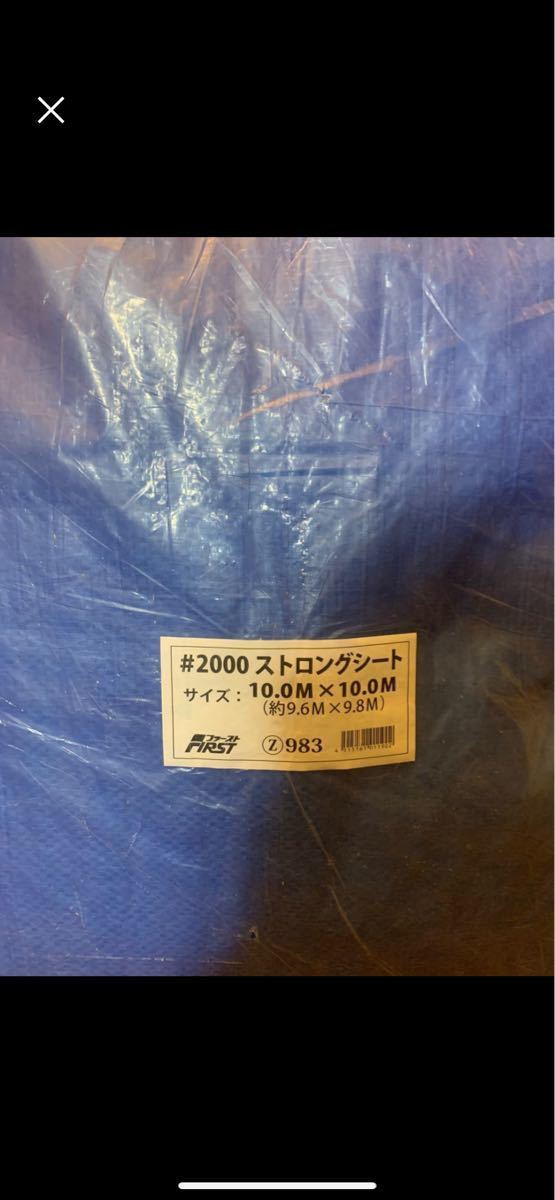 #2000 ストロングシート
サイズ：10.0M×10.0M
（約9.6M×9.8M）
ファースト
FIRST
Ⓩ983